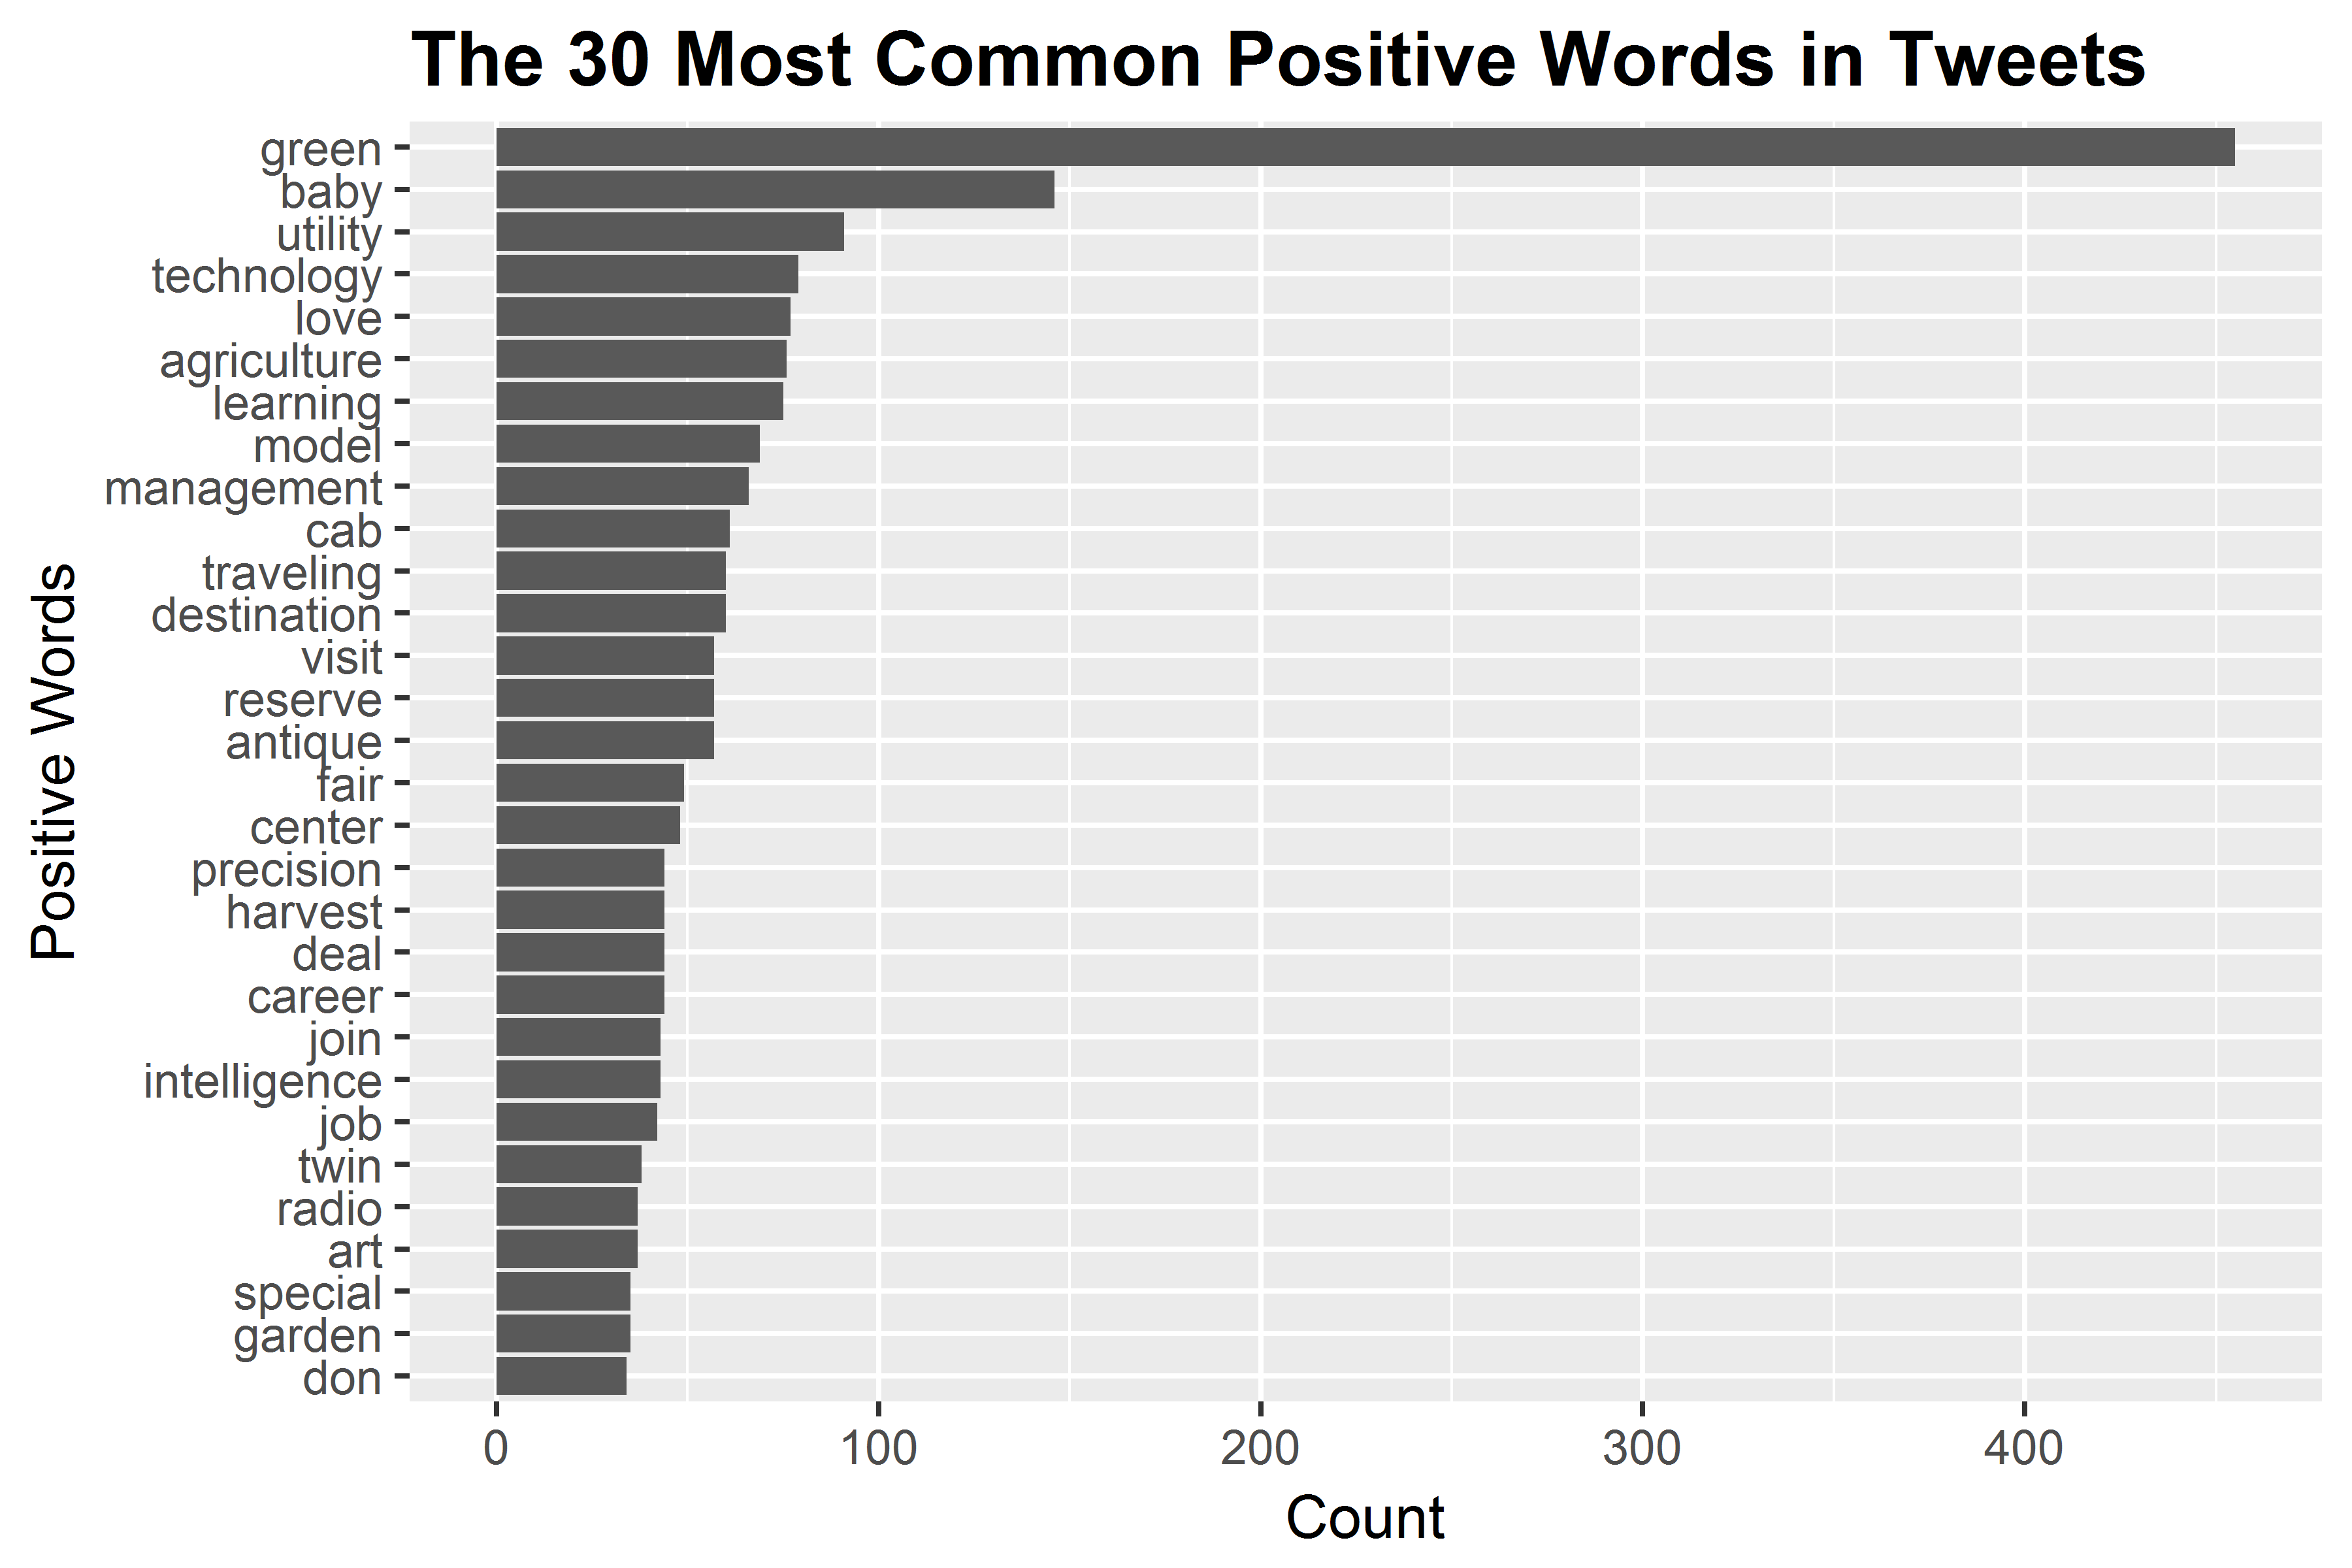 The 30 Most Common Positive Words in Tweets
Positive Words
green
baby
utility
technology
love
agriculture
learning
model
management
cab
traveling
destination
visit
reserve
antique
fair
center
precision
harvest
deal
career
join
intelligence
job
twin
radio
art
special
garden
don
0 100 200 300 400
Count